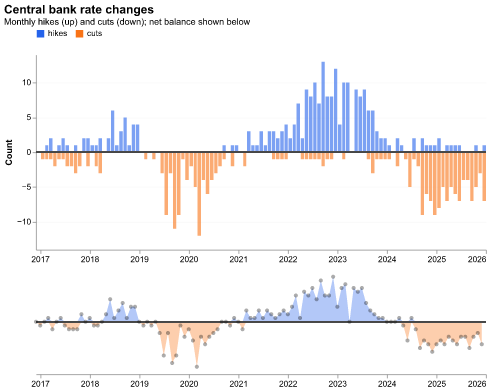 Central bank rate changes
Monthly hikes (up) and cuts (down); net balance shown below
hikes cuts
10
5
0
−5
−10
Count
2017 2018 2019 2020 2021 2022 2023 2024 2025 2026
2017 2018 2019 2020 2021 2022 2023 2024 2025 2026